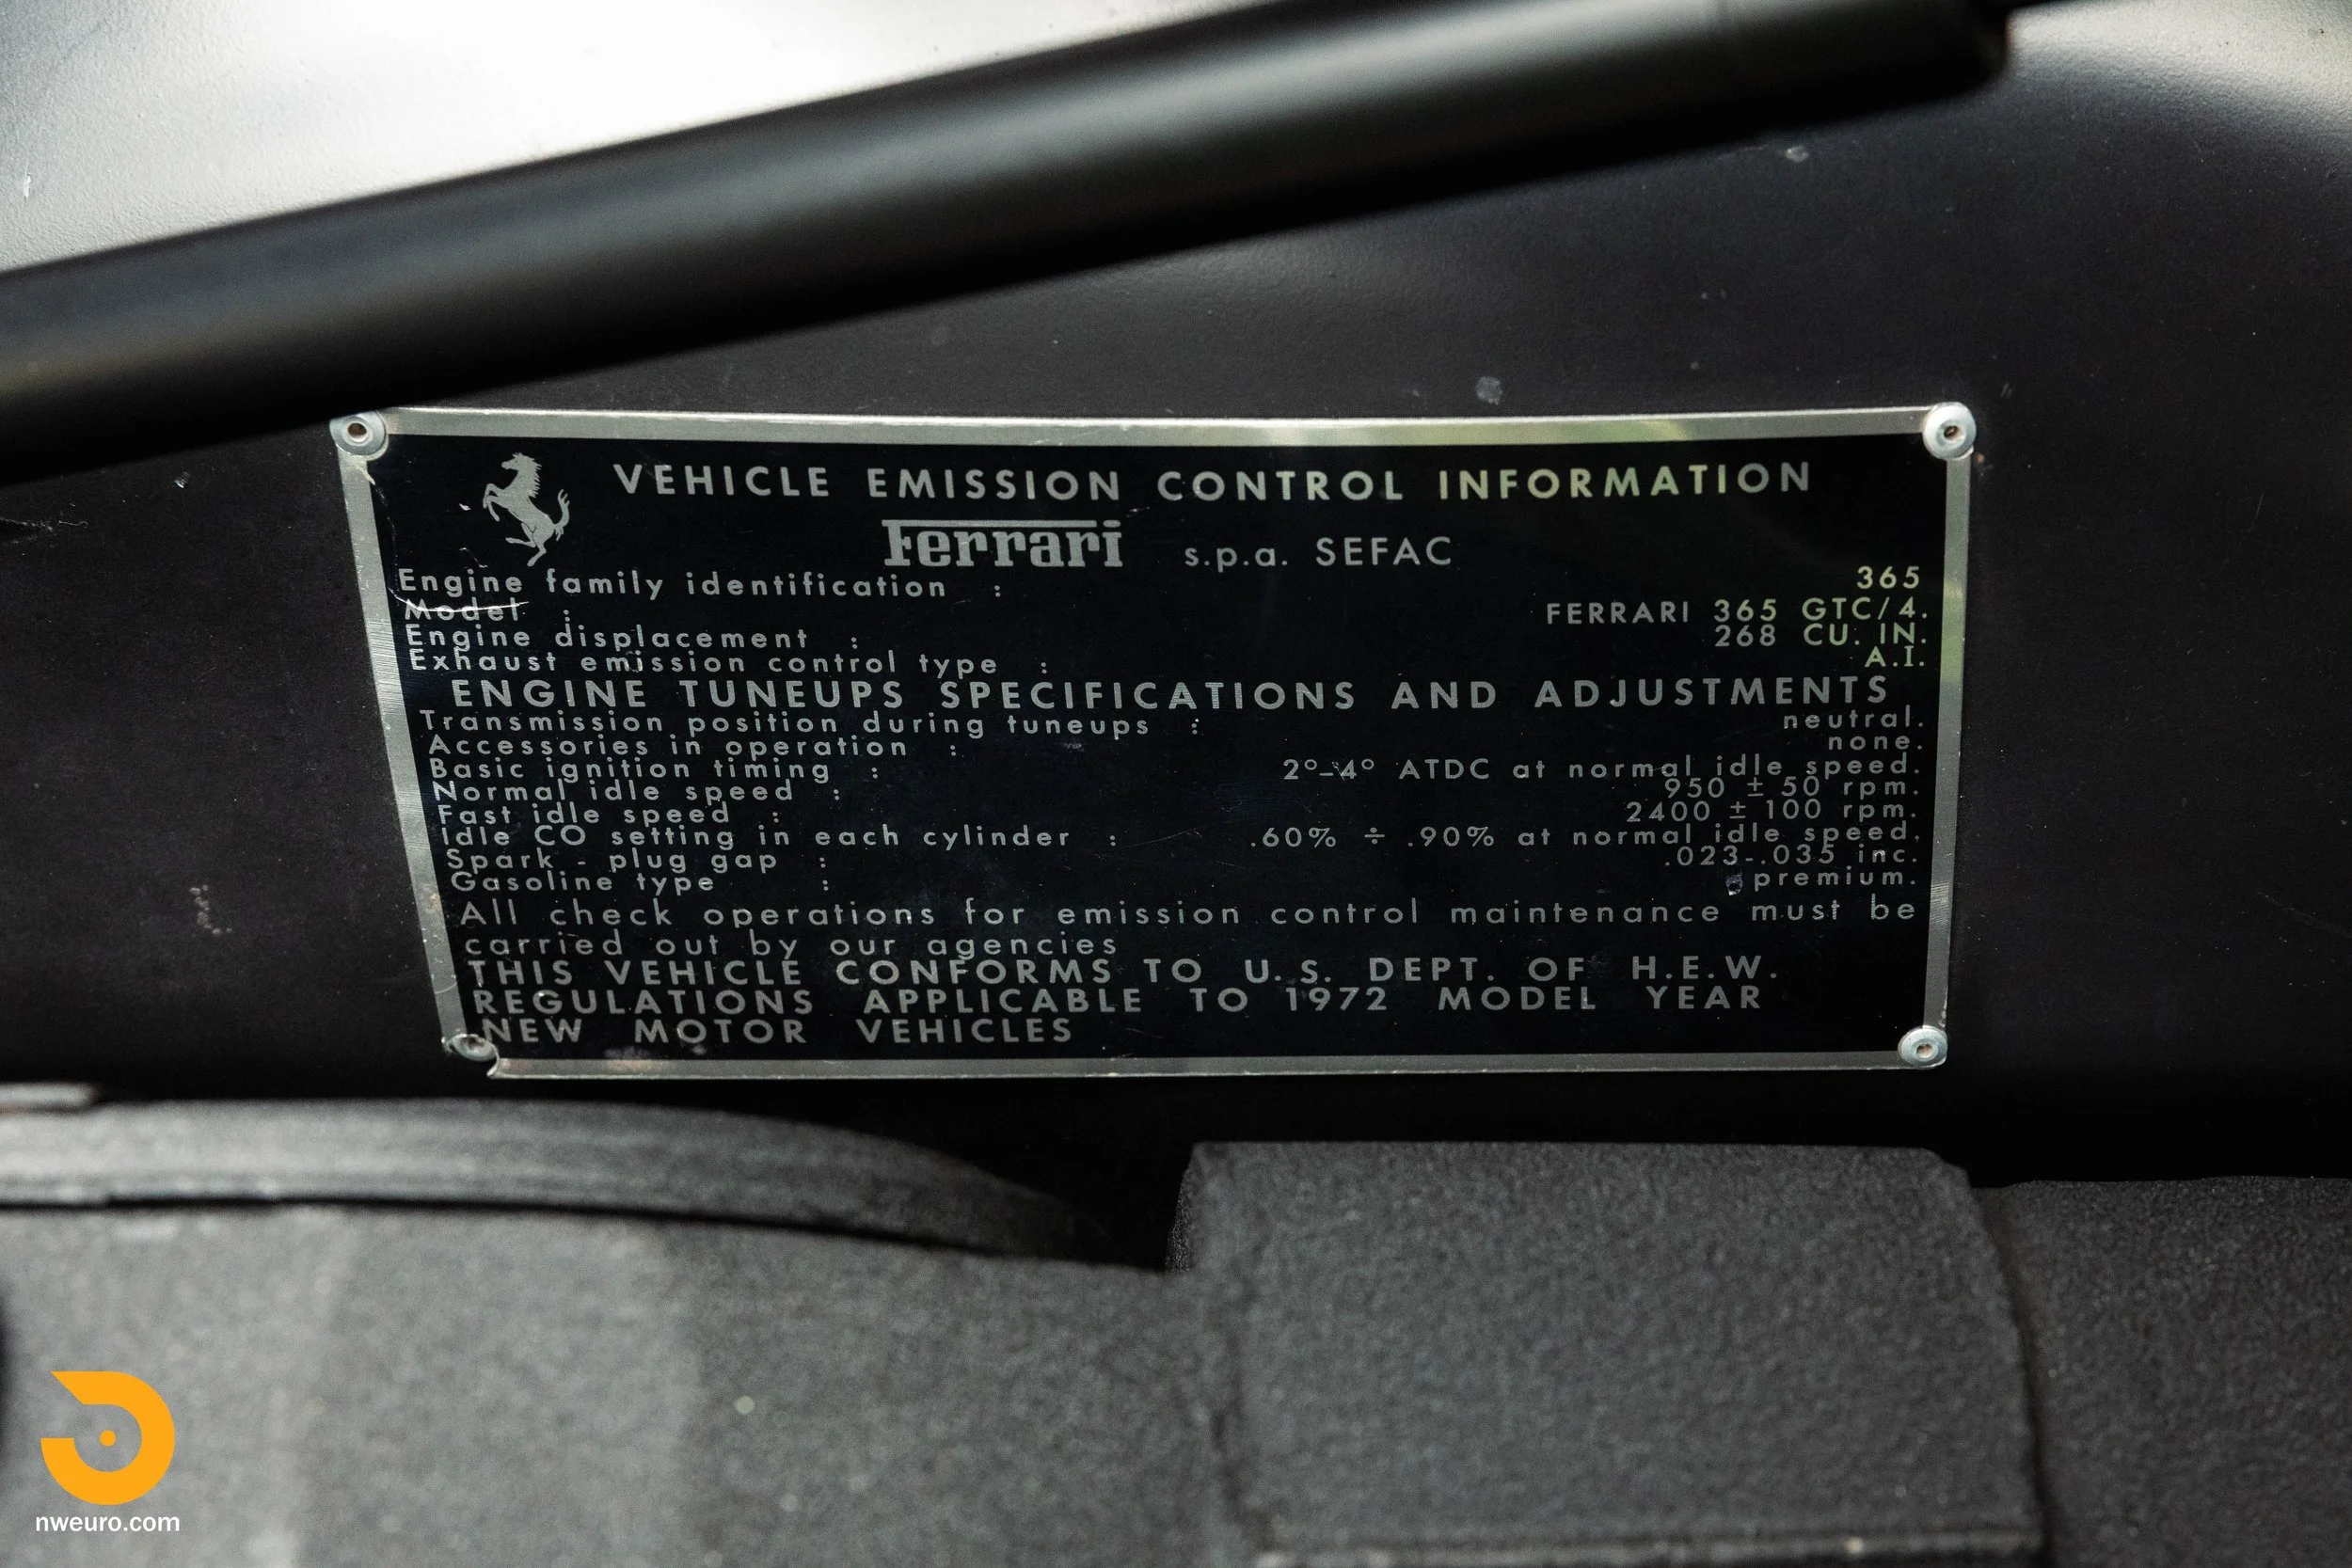 VEHICLE EMISSION CONTROL INFORMATION
Ferrari s.p.a. SEFAC
Engine family identification : 365
Model : FERRARI 365 GTC/4.
Engine displacement : 268 CU. IN.
Exhaust emission control type : A.I.
ENGINE TUNEUPS SPECIFICATIONS AND ADJUSTMENTS
Transmission position during tuneups : neutral.
Accessories in operation : none.
Basic ignition timing : 2°-4° ATDC at normal idle speed.
Normal idle speed : 950 ± 50 rpm.
Fast idle speed : 2400 ± 100 rpm.
Idle CO setting in each cylinder : .60% ÷ .90% at normal idle speed.
Spark - plug gap : .023-.035 inc.
Gasoline type : premium.
All check operations for emission control maintenance must be
carried out by our agencies
THIS VEHICLE CONFORMS TO U.S. DEPT. OF H.E.W.
REGULATIONS APPLICABLE TO 1972 MODEL YEAR
NEW MOTOR VEHICLES
nweuro.com